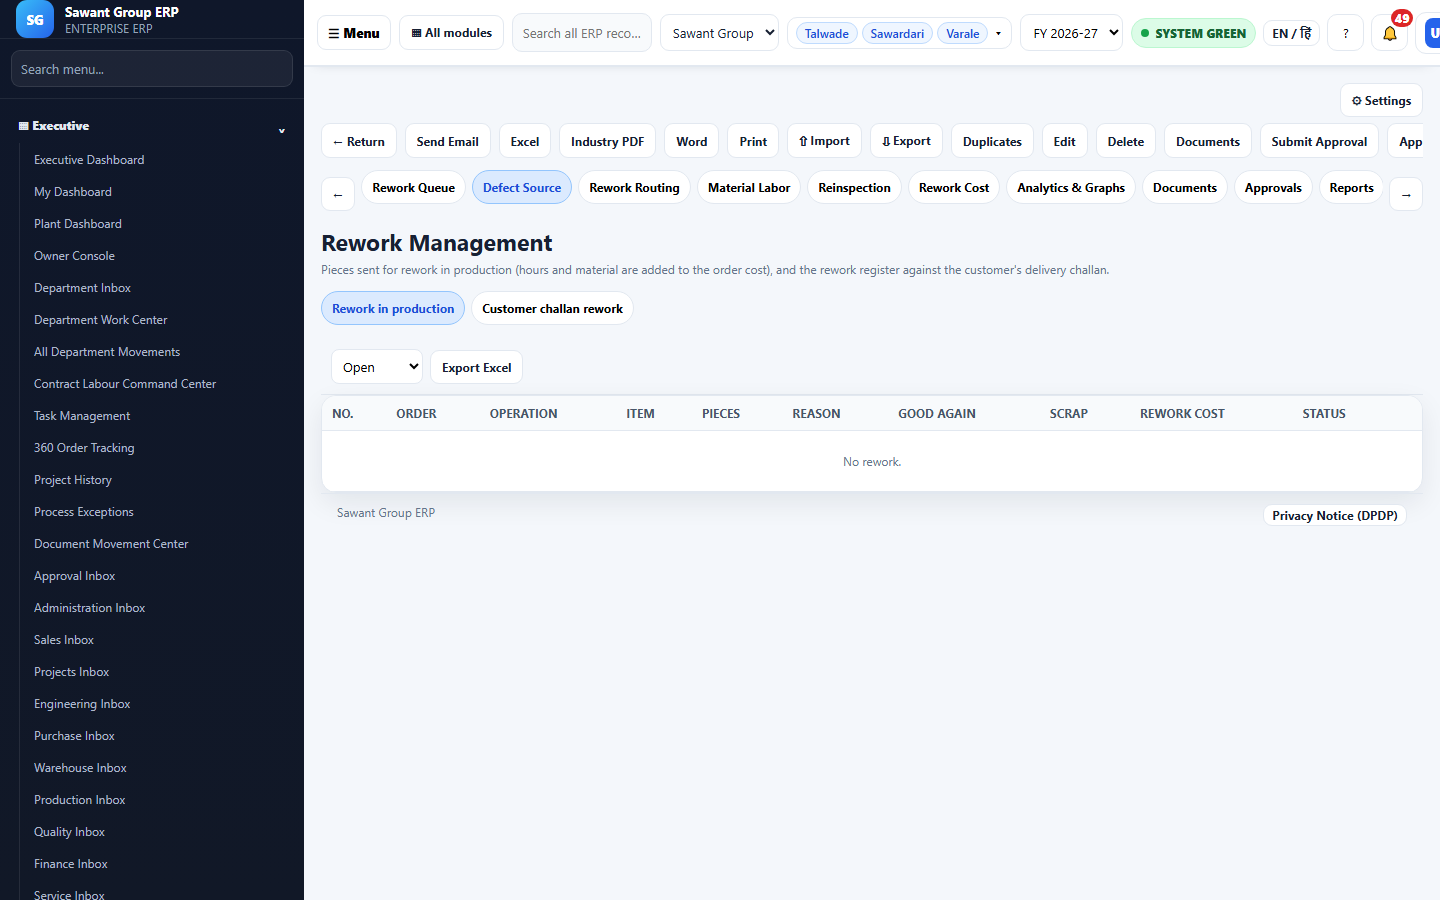 SG
Sawant Group ERP
ENTERPRISE ERP
Search menu...
Executive
Executive Dashboard
My Dashboard
Plant Dashboard
Owner Console
Department Inbox
Department Work Center
All Department Movements
Contract Labour Command Center
Task Management
360 Order Tracking
Project History
Process Exceptions
Document Movement Center
Approval Inbox
Administration Inbox
Sales Inbox
Projects Inbox
Engineering Inbox
Purchase Inbox
Warehouse Inbox
Production Inbox
Quality Inbox
Finance Inbox
Service Inbox
☰ Menu
All modules
Search all ERP reco...
Sawant Group
Talwade Sawardari Varale
FY 2026-27
SYSTEM GREEN
EN / हिं
?
49
U
⚙ Settings
← Return
Send Email
Excel
Industry PDF
Word
Print
⇧ Import
⇩ Export
Duplicates
Edit
Delete
Documents
Submit Approval
App
←
Rework Queue
Defect Source
Rework Routing
Material Labor
Reinspection
Rework Cost
Analytics & Graphs
Documents
Approvals
Reports
→
Rework Management
Pieces sent for rework in production (hours and material are added to the order cost), and the rework register against the customer's delivery challan.
Rework in production
Customer challan rework
Open
Export Excel
NO. ORDER OPERATION ITEM PIECES REASON GOOD AGAIN SCRAP REWORK COST STATUS
No rework.
Sawant Group ERP
Privacy Notice (DPDP)